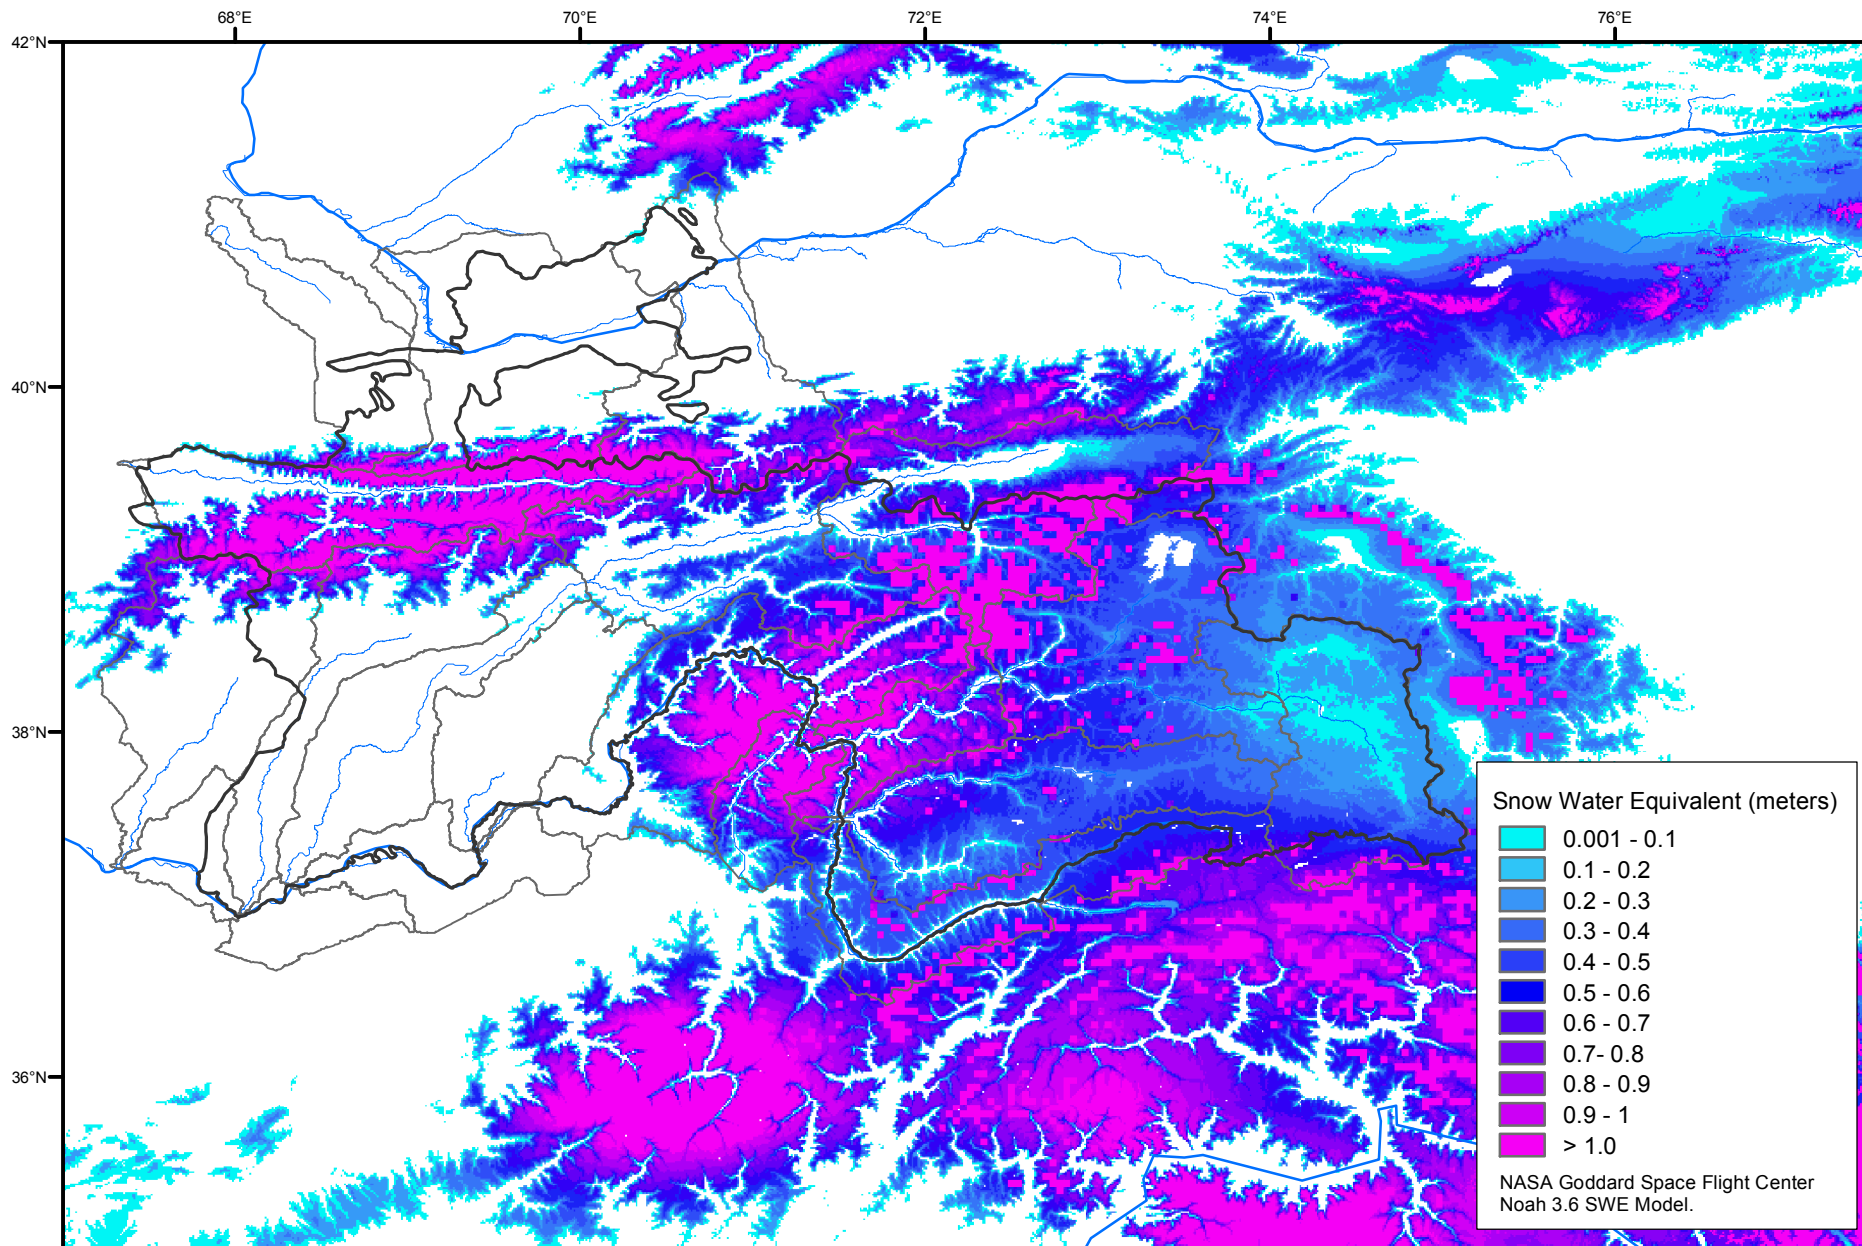 68°E
70°E
72°E
74°E
76°E
42°N
40°N
38°N
36°N
Snow Water Equivalent (meters)
0.001 - 0.1
0.1 - 0.2
0.2 - 0.3
0.3 - 0.4
0.4 - 0.5
0.5 - 0.6
0.6 - 0.7
0.7- 0.8
0.8 - 0.9
0.9 - 1
> 1.0
NASA Goddard Space Flight Center
Noah 3.6 SWE Model.